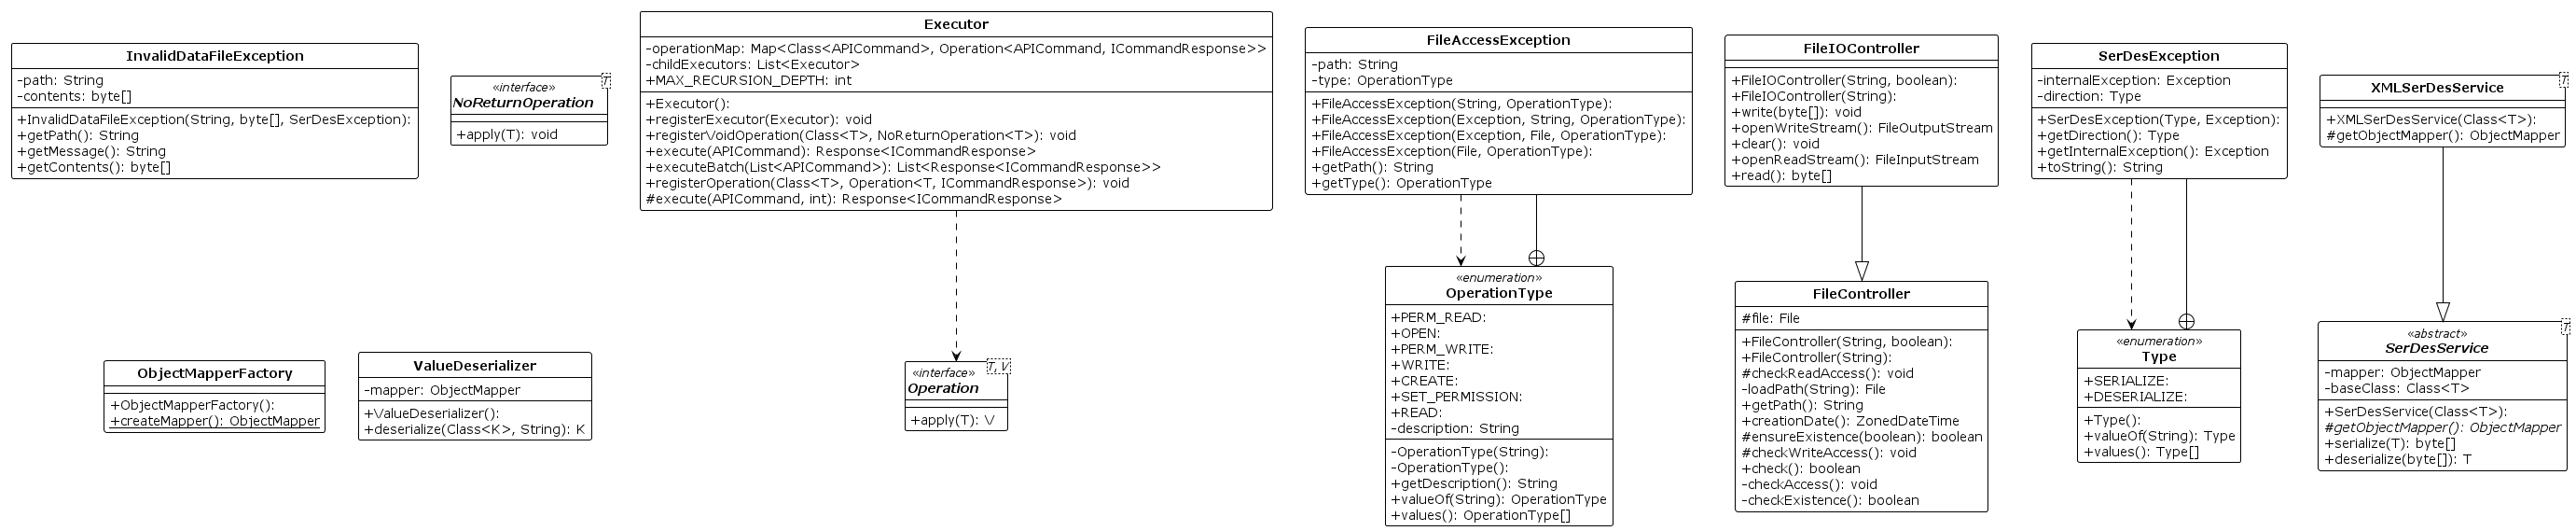 InvalidDataFileException
-path: String
-contents: byte[]
+InvalidDataFileException(String, byte[], SerDesException):
+getPath(): String
+getMessage(): String
+getContents(): byte[]
T
«interface»
NoReturnOperation
+apply(T): void
Executor
-operationMap: Map<Class<APICommand>, Operation<APICommand, ICommandResponse>>
-childExecutors: List<Executor>
+MAX_RECURSION_DEPTH: int
+Executor():
+registerExecutor(Executor): void
+registerVoidOperation(Class<T>, NoReturnOperation<T>): void
+execute(APICommand): Response<ICommandResponse>
+executeBatch(List<APICommand>): List<Response<ICommandResponse>>
+registerOperation(Class<T>, Operation<T, ICommandResponse>): void
#execute(APICommand, int): Response<ICommandResponse>
FileAccessException
-path: String
-type: OperationType
+FileAccessException(String, OperationType):
+FileAccessException(Exception, String, OperationType):
+FileAccessException(Exception, File, OperationType):
+FileAccessException(File, OperationType):
+getPath(): String
+getType(): OperationType
FileIOController
+FileIOController(String, boolean):
+FileIOController(String):
+write(byte[]): void
+openWriteStream(): FileOutputStream
+clear(): void
+openReadStream(): FileInputStream
+read(): byte[]
SerDesException
-internalException: Exception
-direction: Type
+SerDesException(Type, Exception):
+getDirection(): Type
+getInternalException(): Exception
+toString(): String
T
XMLSerDesService
+XMLSerDesService(Class<T>):
#getObjectMapper(): ObjectMapper
ObjectMapperFactory
+ObjectMapperFactory():
+createMapper(): ObjectMapper
ValueDeserializer
-mapper: ObjectMapper
+ValueDeserializer():
+deserialize(Class<K>, String): K
T, V
«interface»
Operation
+apply(T): V
«enumeration»
OperationType
+PERM_READ:
+OPEN:
+PERM_WRITE:
+WRITE:
+CREATE:
+SET_PERMISSION:
+READ:
-description: String
-OperationType(String):
-OperationType():
+getDescription(): String
+valueOf(String): OperationType
+values(): OperationType[]
FileController
#file: File
+FileController(String, boolean):
+FileController(String):
#checkReadAccess(): void
-loadPath(String): File
+getPath(): String
+creationDate(): ZonedDateTime
#ensureExistence(boolean): boolean
#checkWriteAccess(): void
+check(): boolean
-checkAccess(): void
-checkExistence(): boolean
«enumeration»
Type
+SERIALIZE:
+DESERIALIZE:
+Type():
+valueOf(String): Type
+values(): Type[]
T
«abstract»
SerDesService
-mapper: ObjectMapper
-baseClass: Class<T>
+SerDesService(Class<T>):
#getObjectMapper(): ObjectMapper
+serialize(T): byte[]
+deserialize(byte[]): T